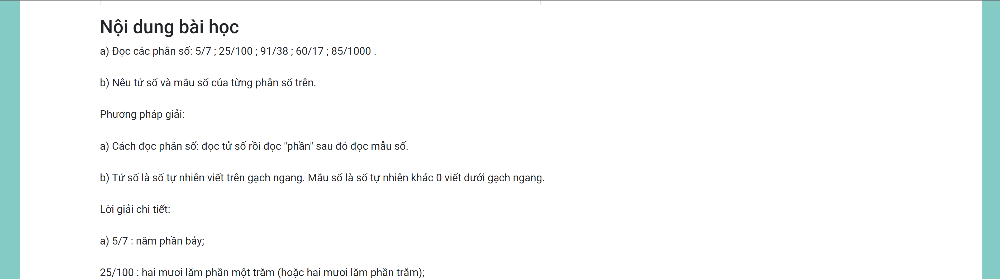 Nội dung bài học
a) Đọc các phân số: 5/7 ; 25/100 ; 91/38 ; 60/17 ; 85/1000 .
b) Nêu tử số và mẫu số của từng phân số trên.
Phương pháp giải:
a) Cách đọc phân số: đọc tử số rồi đọc "phần" sau đó đọc mẫu số.
b) Tử số là số tự nhiên viết trên gạch ngang. Mẫu số là số tự nhiên khác 0 viết dưới gạch ngang.
Lời giải chi tiết:
a) 5/7 : năm phần bảy;
25/100 : hai mươi lăm phần một trăm (hoặc hai mươi lăm phần trăm);